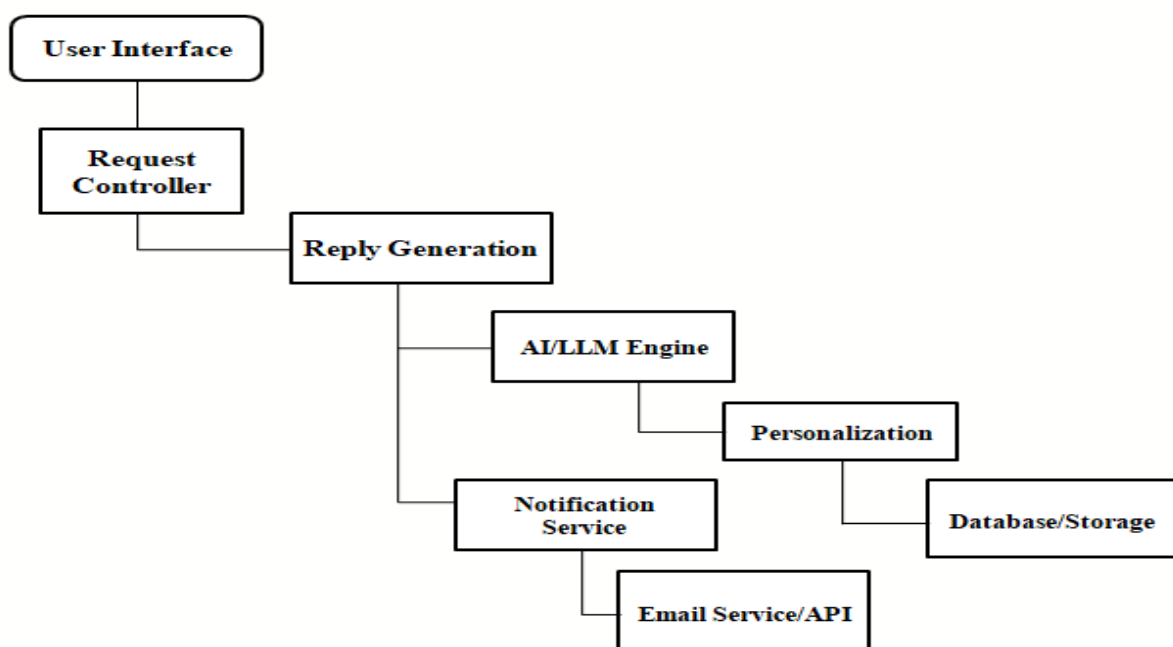 User Interface
Request
Controller
Reply Generation
AI/LLM Engine
Personalization
Notification
Service
Database/Storage
Email Service/API